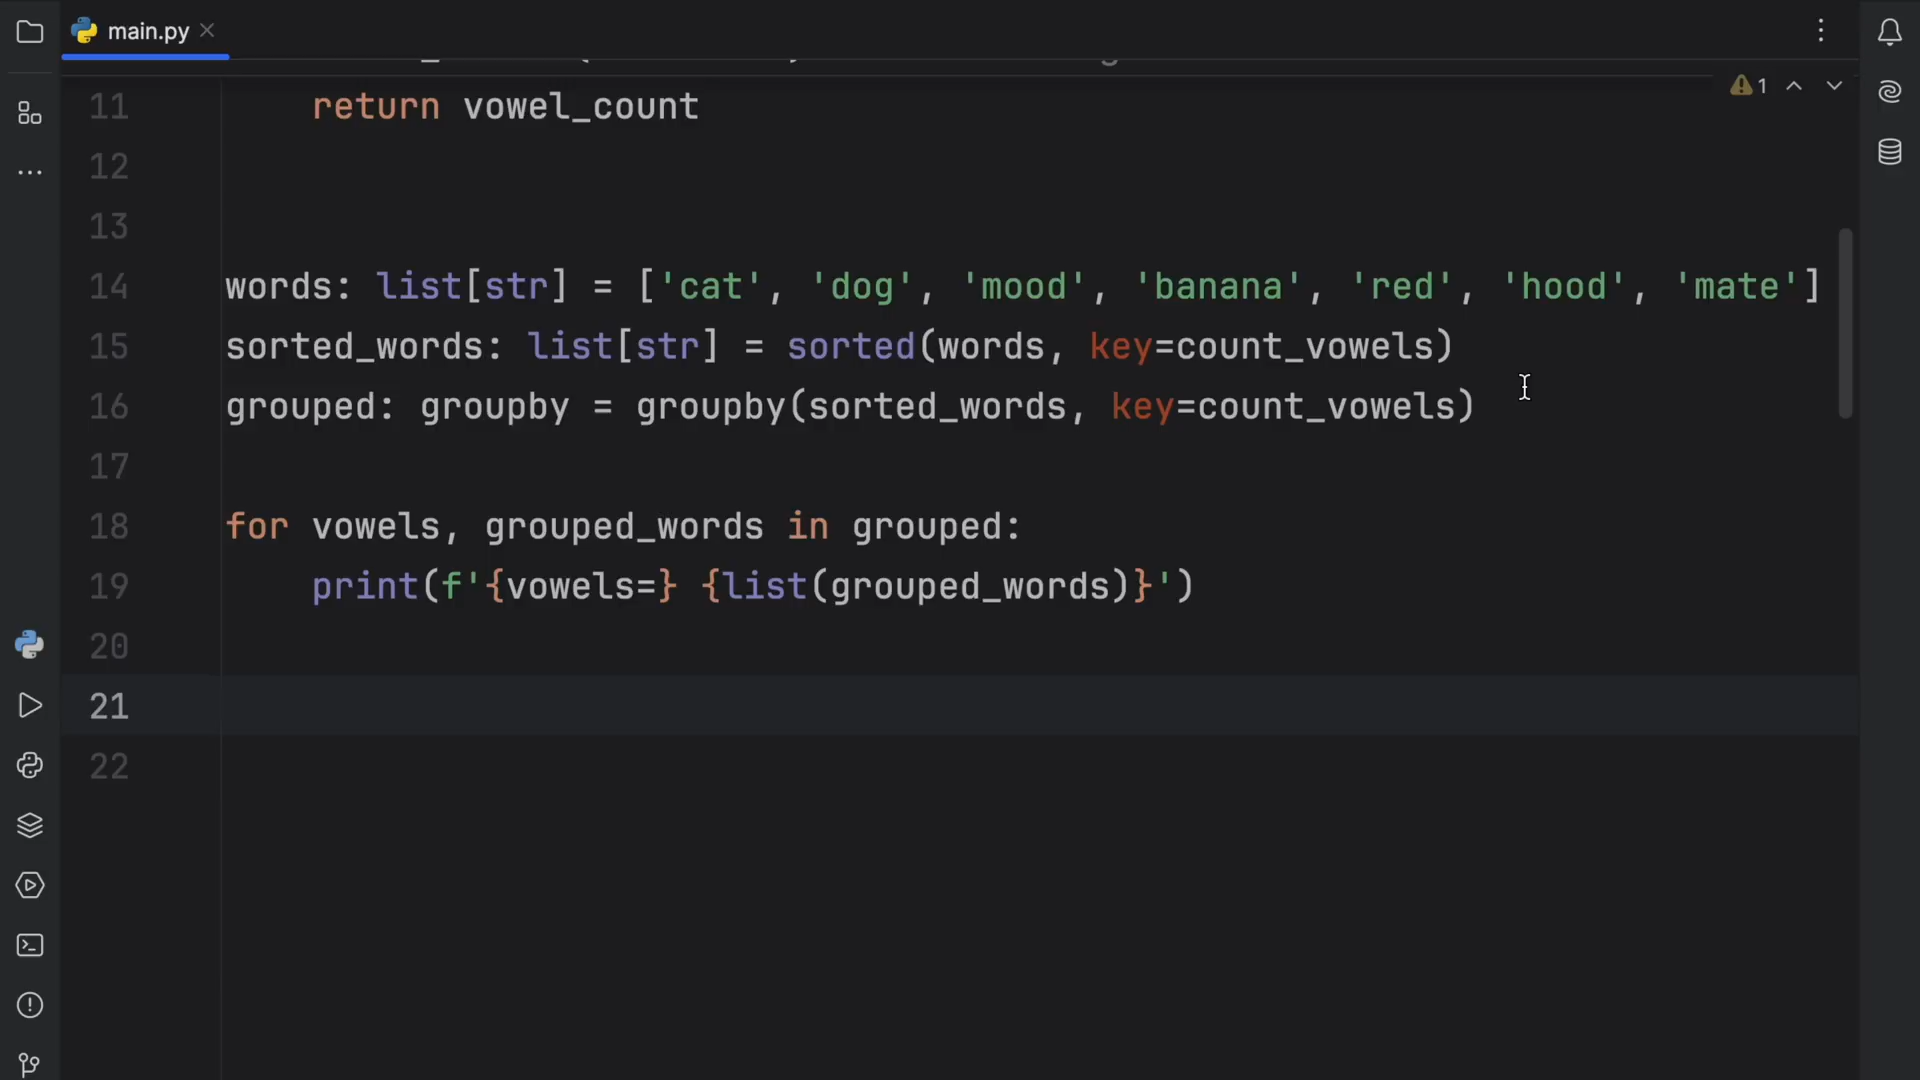 main.py
1
11 return vowel_count
12
13
14 words: list[str] = ['cat', 'dog', 'mood', 'banana', 'red', 'hood', 'mate']
15 sorted_words: list[str] = sorted(words, key=count_vowels)
16 grouped: groupby = groupby(sorted_words, key=count_vowels)
17
18 for vowels, grouped_words in grouped:
19 print(f'{vowels=} {list(grouped_words)}')
20
21
22